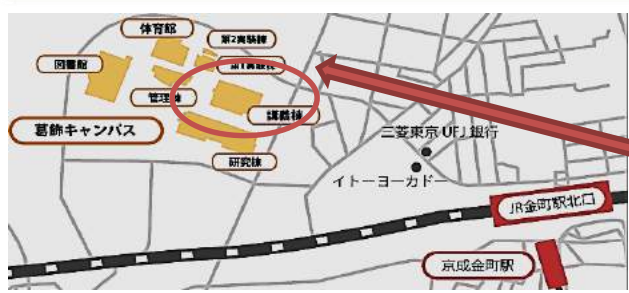 体育館
第2実験棟
図書館
第1実験棟
管理棟
講義棟
葛飾キャンパス
三菱東京UFJ銀行
研究棟
イトーヨーカドー
JR金町駅北口
京成金町駅